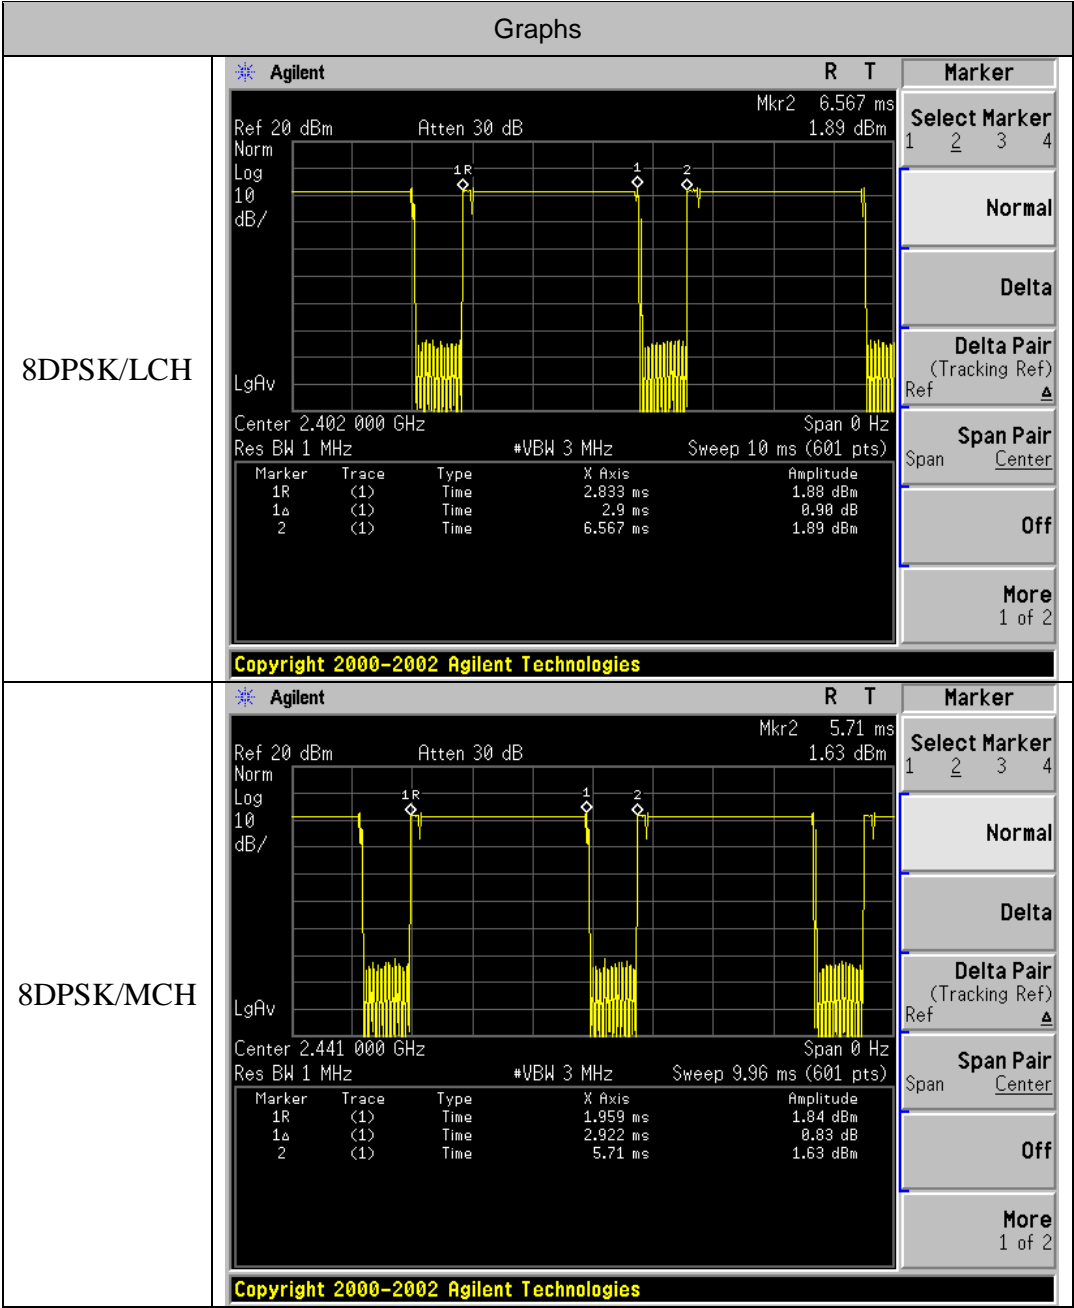 Graphs
8DPSK/LCH
Agilent R T Marker
Mkr2 6.567 ms
Ref 20 dBm Atten 30 dB 1.89 dBm
Norm
Log
10
dB/
1R 1 2
LgAv
Center 2.402 000 GHz Span 0 Hz
Res BW 1 MHz #VBW 3 MHz Sweep 10 ms (601 pts)
Marker Trace Type X Axis Amplitude
1R (1) Time 2.833 ms 1.88 dBm
1Δ (1) Time 2.9 ms 0.90 dB
2 (1) Time 6.567 ms 1.89 dBm
Select Marker
1 2 3 4
Normal
Delta
Delta Pair
(Tracking Ref)
Ref Δ
Span Pair
Span Center
Off
More
1 of 2
Copyright 2000-2002 Agilent Technologies
8DPSK/MCH
Agilent R T Marker
Mkr2 5.71 ms
Ref 20 dBm Atten 30 dB 1.63 dBm
Norm
Log
10
dB/
1R 1 2
LgAv
Center 2.441 000 GHz Span 0 Hz
Res BW 1 MHz #VBW 3 MHz Sweep 9.96 ms (601 pts)
Marker Trace Type X Axis Amplitude
1R (1) Time 1.959 ms 1.84 dBm
1Δ (1) Time 2.922 ms 0.83 dB
2 (1) Time 5.71 ms 1.63 dBm
Select Marker
1 2 3 4
Normal
Delta
Delta Pair
(Tracking Ref)
Ref Δ
Span Pair
Span Center
Off
More
1 of 2
Copyright 2000-2002 Agilent Technologies